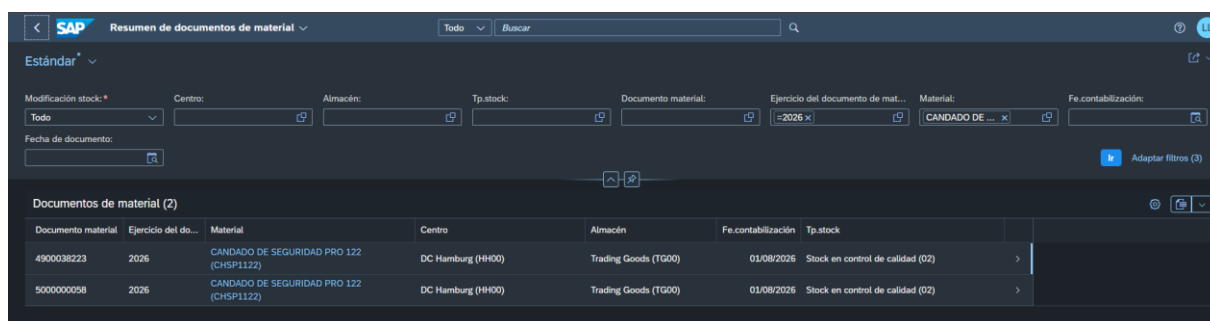 SAP Resumen de documentos de material Todo Buscar
Estándar*
Modificación stock:* Centro: Almacén: Tp.stock: Documento material: Ejercicio del documento de mat... Material: Fe.contabilización:
Todo =2026 CANDADO DE ...
Fecha de documento:
Ir Adaptar filtros (3)
Documentos de material (2)
Documento material Ejercicio del do... Material Centro Almacén Fe.contabilización Tp.stock
4900038223 2026 CANDADO DE SEGURIDAD PRO 122 DC Hamburg (HH00) Trading Goods (TG00) 01/08/2026 Stock en control de calidad (02)
(CHSP1122)
5000000058 2026 CANDADO DE SEGURIDAD PRO 122 DC Hamburg (HH00) Trading Goods (TG00) 01/08/2026 Stock en control de calidad (02)
(CHSP1122)